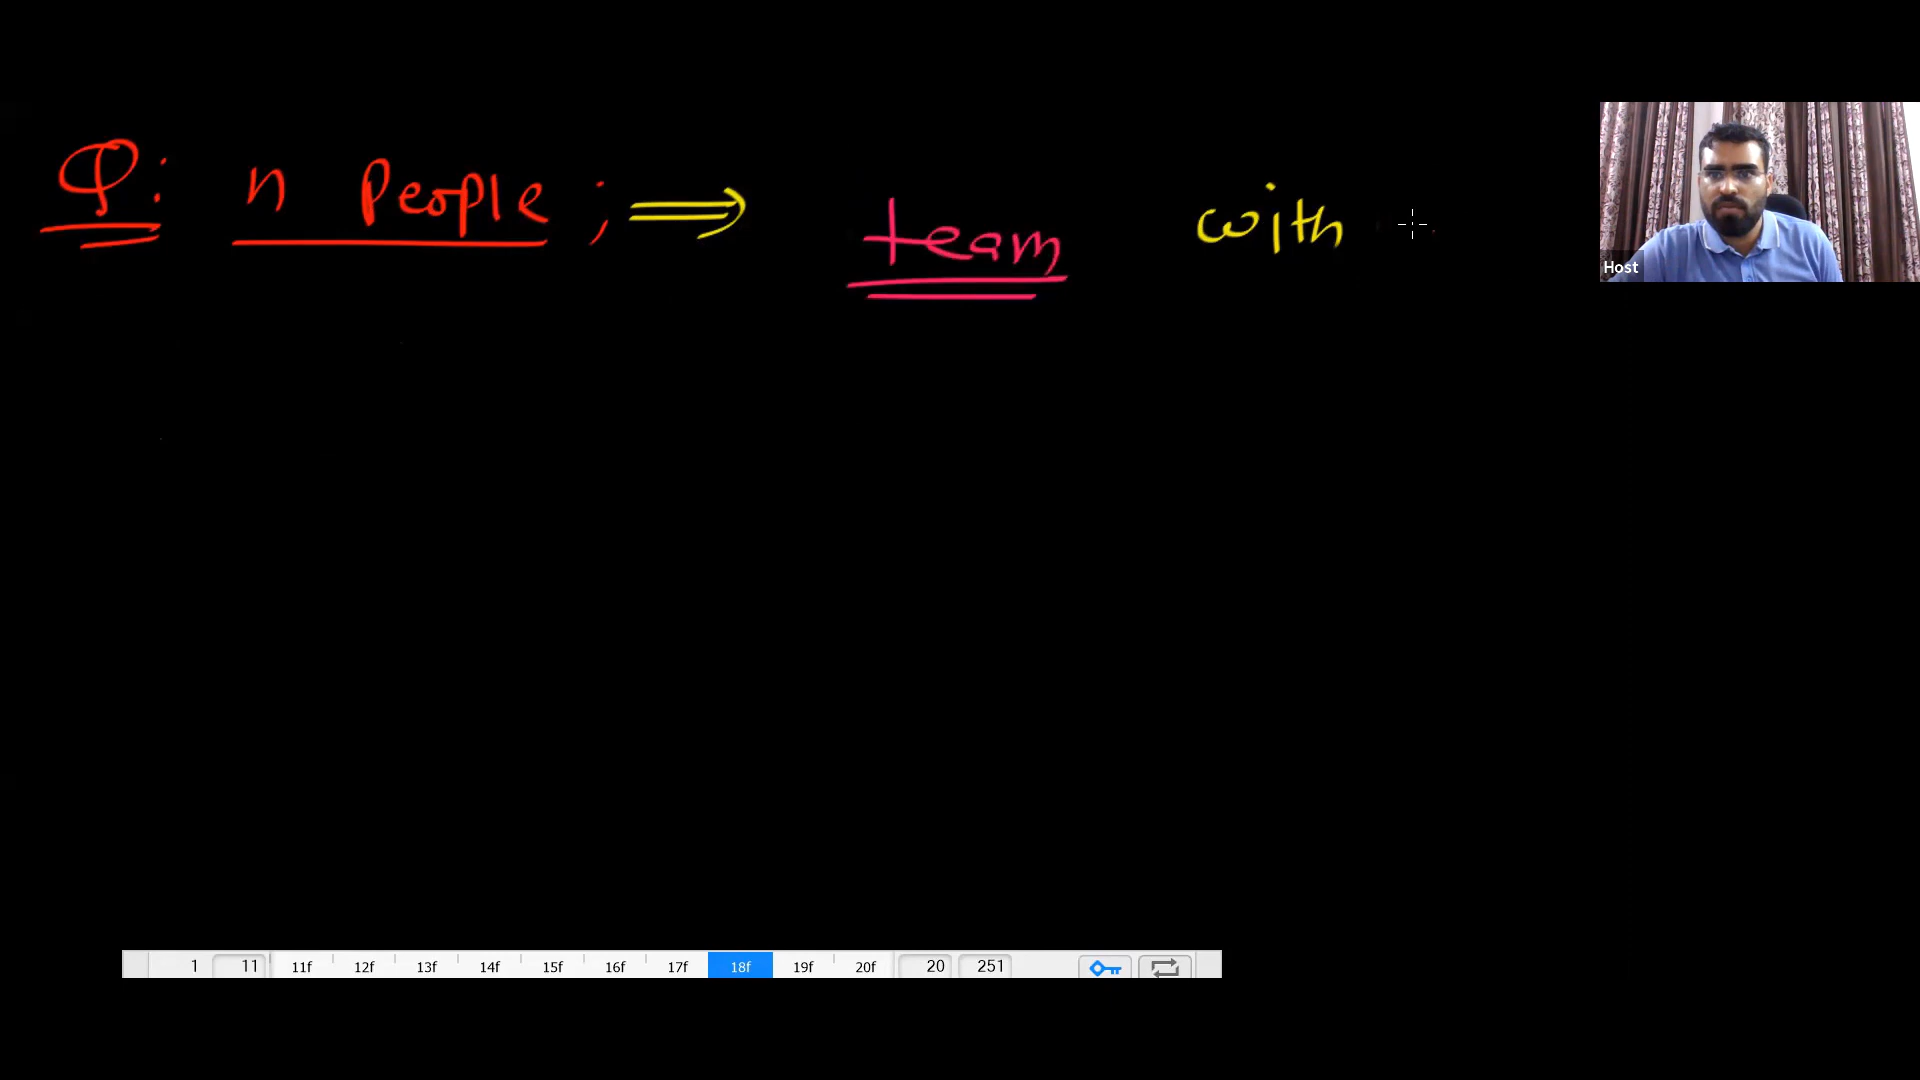 Q: n People ; ⇒ team with
Host
1 11 11f 12f 13f 14f 15f 16f 17f 18f 19f 20f 20 251